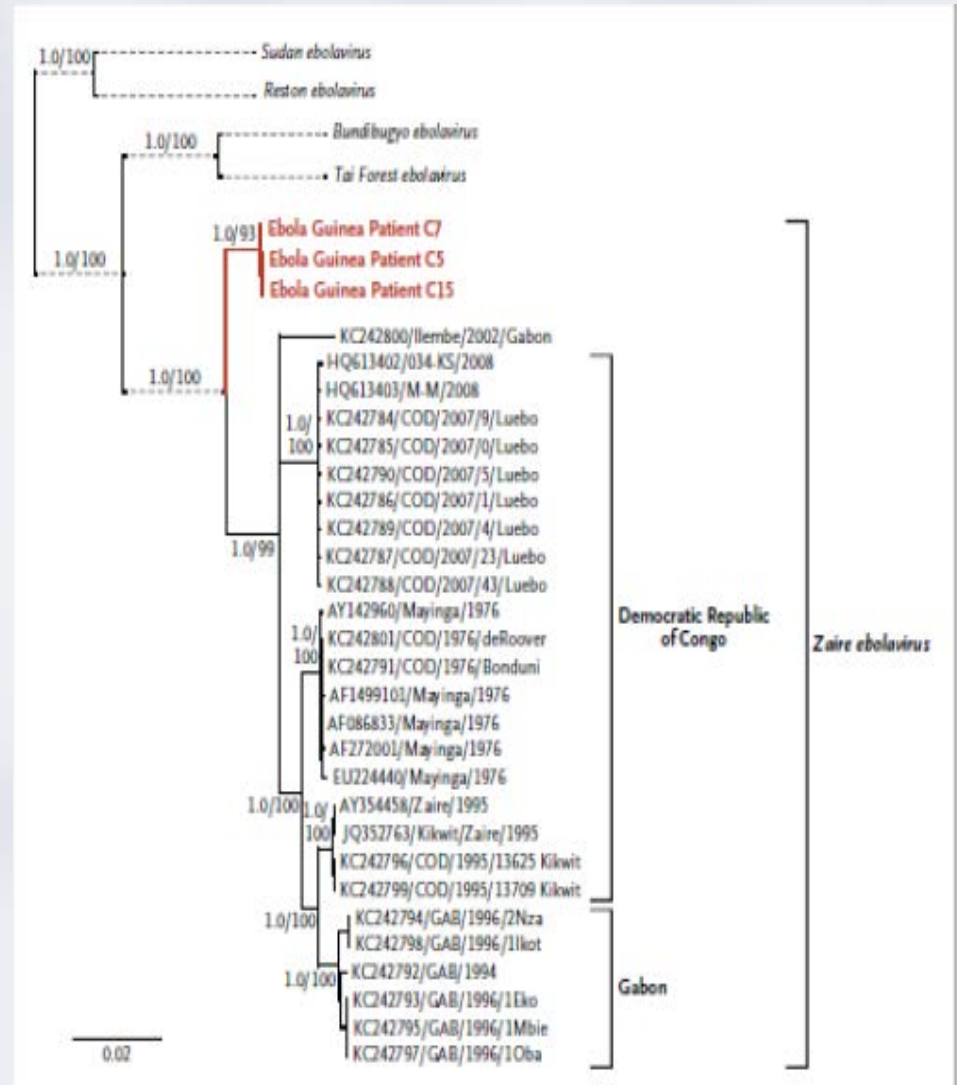 1.0/100
Sudan ebolavirus
Reston ebolavirus
1.0/100
Bundibugyo ebolavirus
Tai Forest ebolavirus
1.0/100
1.0/93
Ebola Guinea Patient C7
Ebola Guinea Patient C5
Ebola Guinea Patient C15
1.0/100
KC242800/Ilembe/2002/Gabon
HQ613402/034-KS/2008
HQ613403/M-M/2008
KC242784/COD/2007/9/Luebo
1.0/
100
KC242785/COD/2007/0/Luebo
KC242790/COD/2007/5/Luebo
KC242786/COD/2007/1/Luebo
KC242789/COD/2007/4/Luebo
KC242787/COD/2007/23/Luebo
KC242788/COD/2007/43/Luebo
1.0/99
AY142960/Mayinga/1976
1.0/
100
KC242801/COD/1976/deRoover
KC242791/COD/1976/Bonduni
AF1499101/Mayinga/1976
AF086833/Mayinga/1976
AF272001/Mayinga/1976
EU224440/Mayinga/1976
Democratic Republic
of Congo
Zaire ebolavirus
1.0/100
1.0/
100
AY354458/Zaire/1995
JQ352763/Kikwit/Zaire/1995
KC242796/COD/1995/13625 Kikwit
KC242799/COD/1995/13709 Kikwit
1.0/100
KC242794/GAB/1996/2Nza
KC242798/GAB/1996/1Ikot
1.0/100
KC242792/GAB/1994
KC242793/GAB/1996/1Eko
KC242795/GAB/1996/1Mbie
KC242797/GAB/1996/1Oba
Gabon
0.02